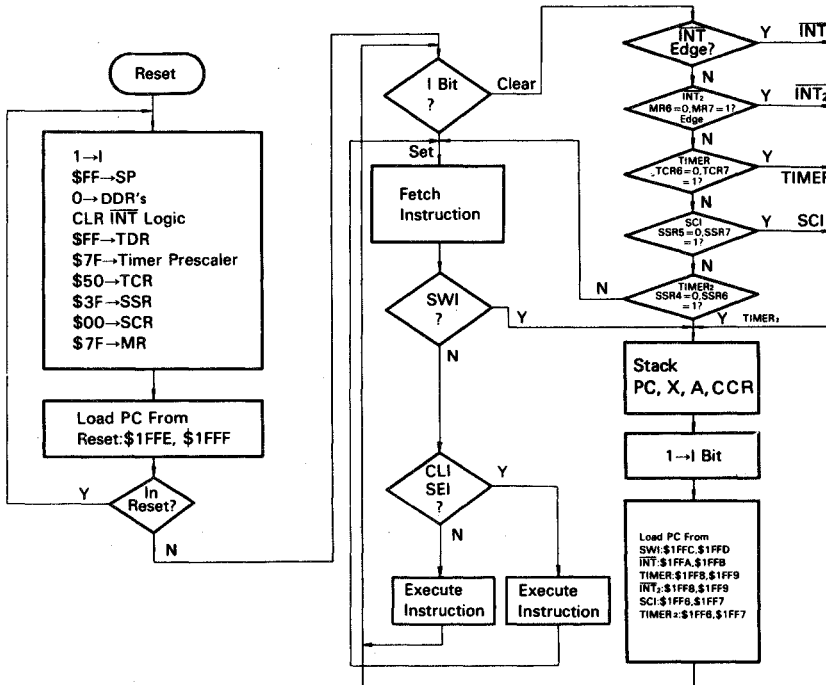 Reset
1→I
$FF→SP
0→DDR's
CLR INT Logic
$FF→TDR
$7F→Timer Prescaler
$50→TCR
$3F→SSR
$00→SCR
$7F→MR
Load PC From
Reset:$1FFE, $1FFF
In
Reset?
Y
N
I Bit
?
Clear
Set
Fetch
Instruction
SWI
?
Y
N
CLI
SEI
?
Y
N
Execute
Instruction
Execute
Instruction
INT
Edge?
Y
INT
N
INT₂
MR6=0,MR7=1?
Edge
Y
INT₂
N
TIMER
TCR6=0,TCR7
=1?
Y
TIMER
N
SCI
SSR5=0,SSR7
=1?
Y
SCI
N
TIMER₂
SSR4=0,SSR6
=1?
N
Y
TIMER₂
Stack
PC, X, A, CCR
1→I Bit
Load PC From
SWI:$1FFC,$1FFD
INT:$1FFA,$1FFB
TIMER:$1FF8,$1FF9
INT₂:$1FF8,$1FF9
SCI:$1FF6,$1FF7
TIMER₂:$1FF6,$1FF7